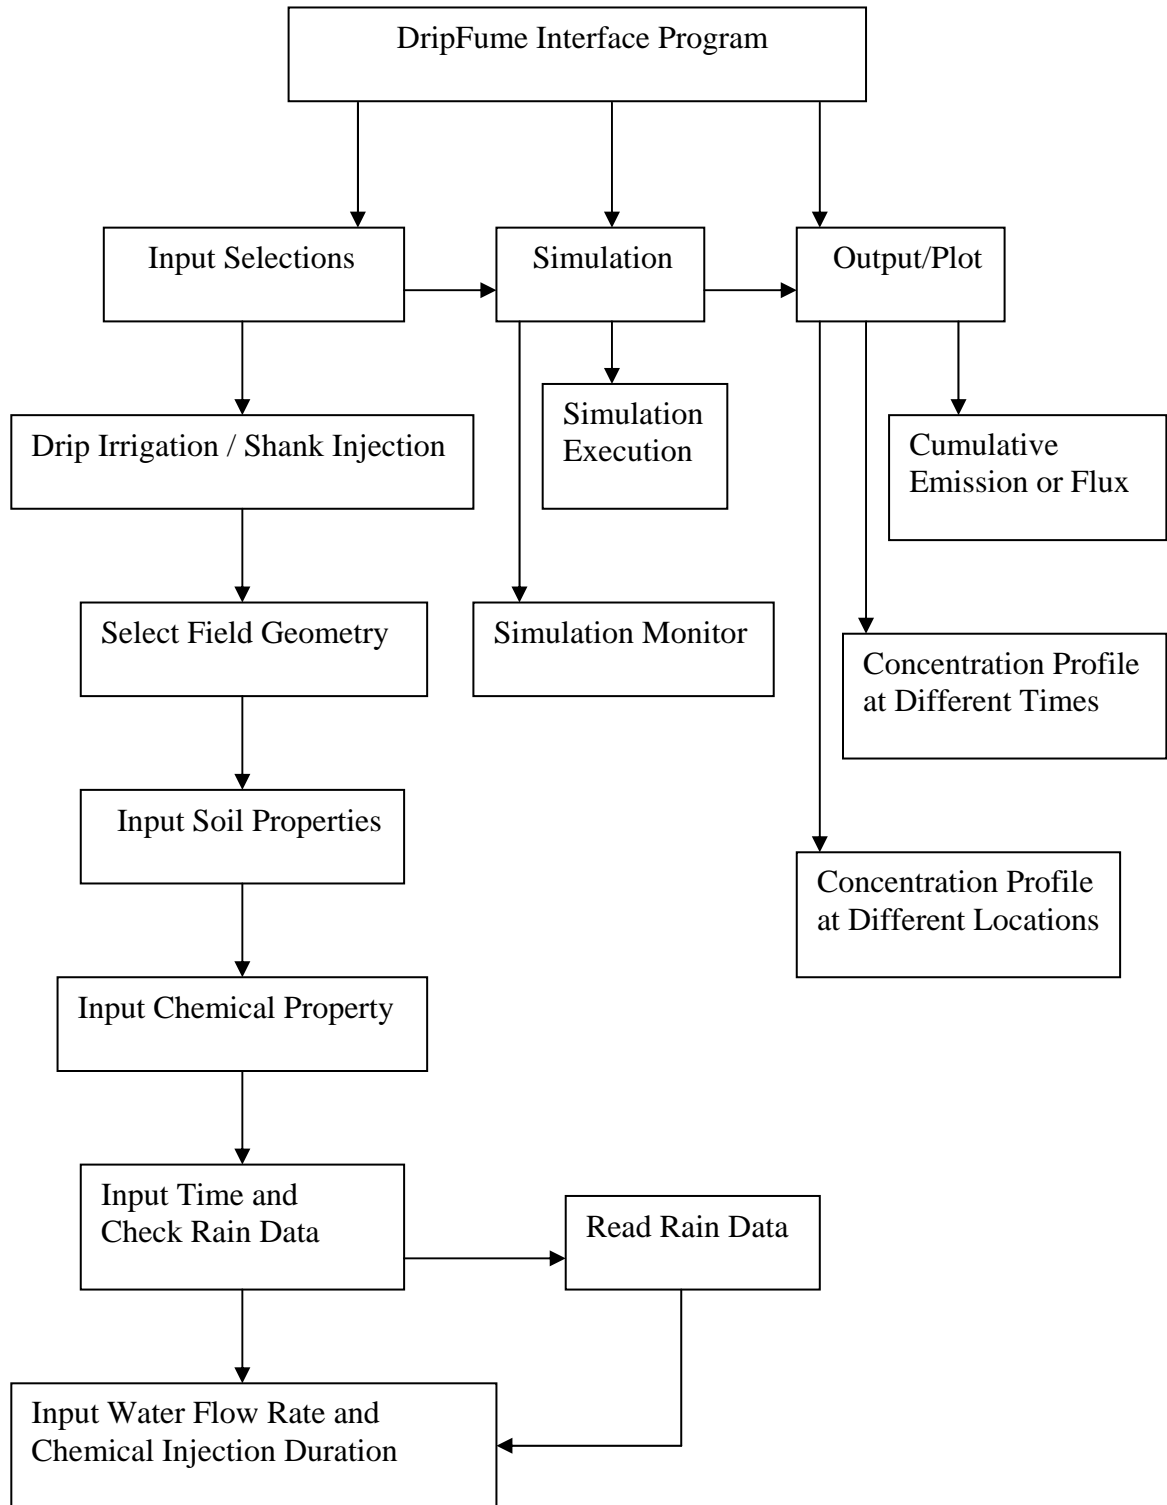 DripFume Interface Program
Input Selections
Simulation
Output/Plot
Drip Irrigation / Shank Injection
Simulation
Execution
Cumulative
Emission or Flux
Select Field Geometry
Simulation Monitor
Concentration Profile
at Different Times
Input Soil Properties
Concentration Profile
at Different Locations
Input Chemical Property
Input Time and
Check Rain Data
Read Rain Data
Input Water Flow Rate and
Chemical Injection Duration